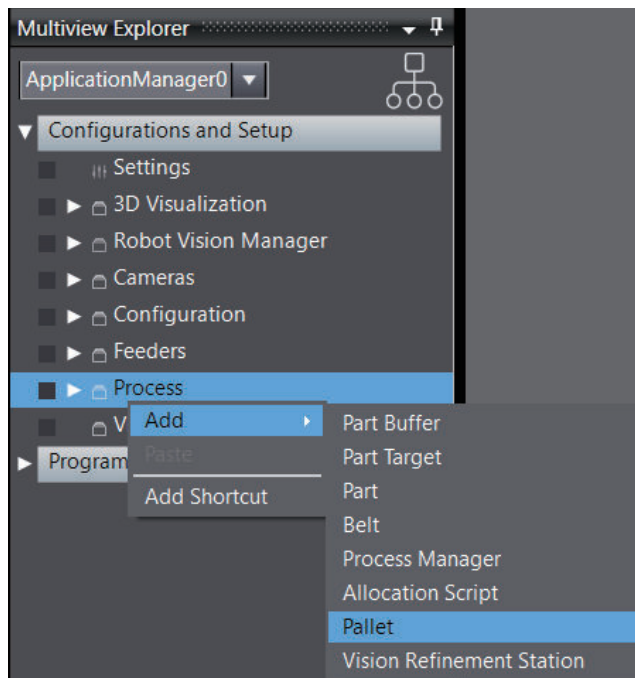 Multiview Explorer
ApplicationManager0
Configurations and Setup
Settings
3D Visualization
Robot Vision Manager
Cameras
Configuration
Feeders
Process
V
Add
Paste
Add Shortcut
Program
Part Buffer
Part Target
Part
Belt
Process Manager
Allocation Script
Pallet
Vision Refinement Station